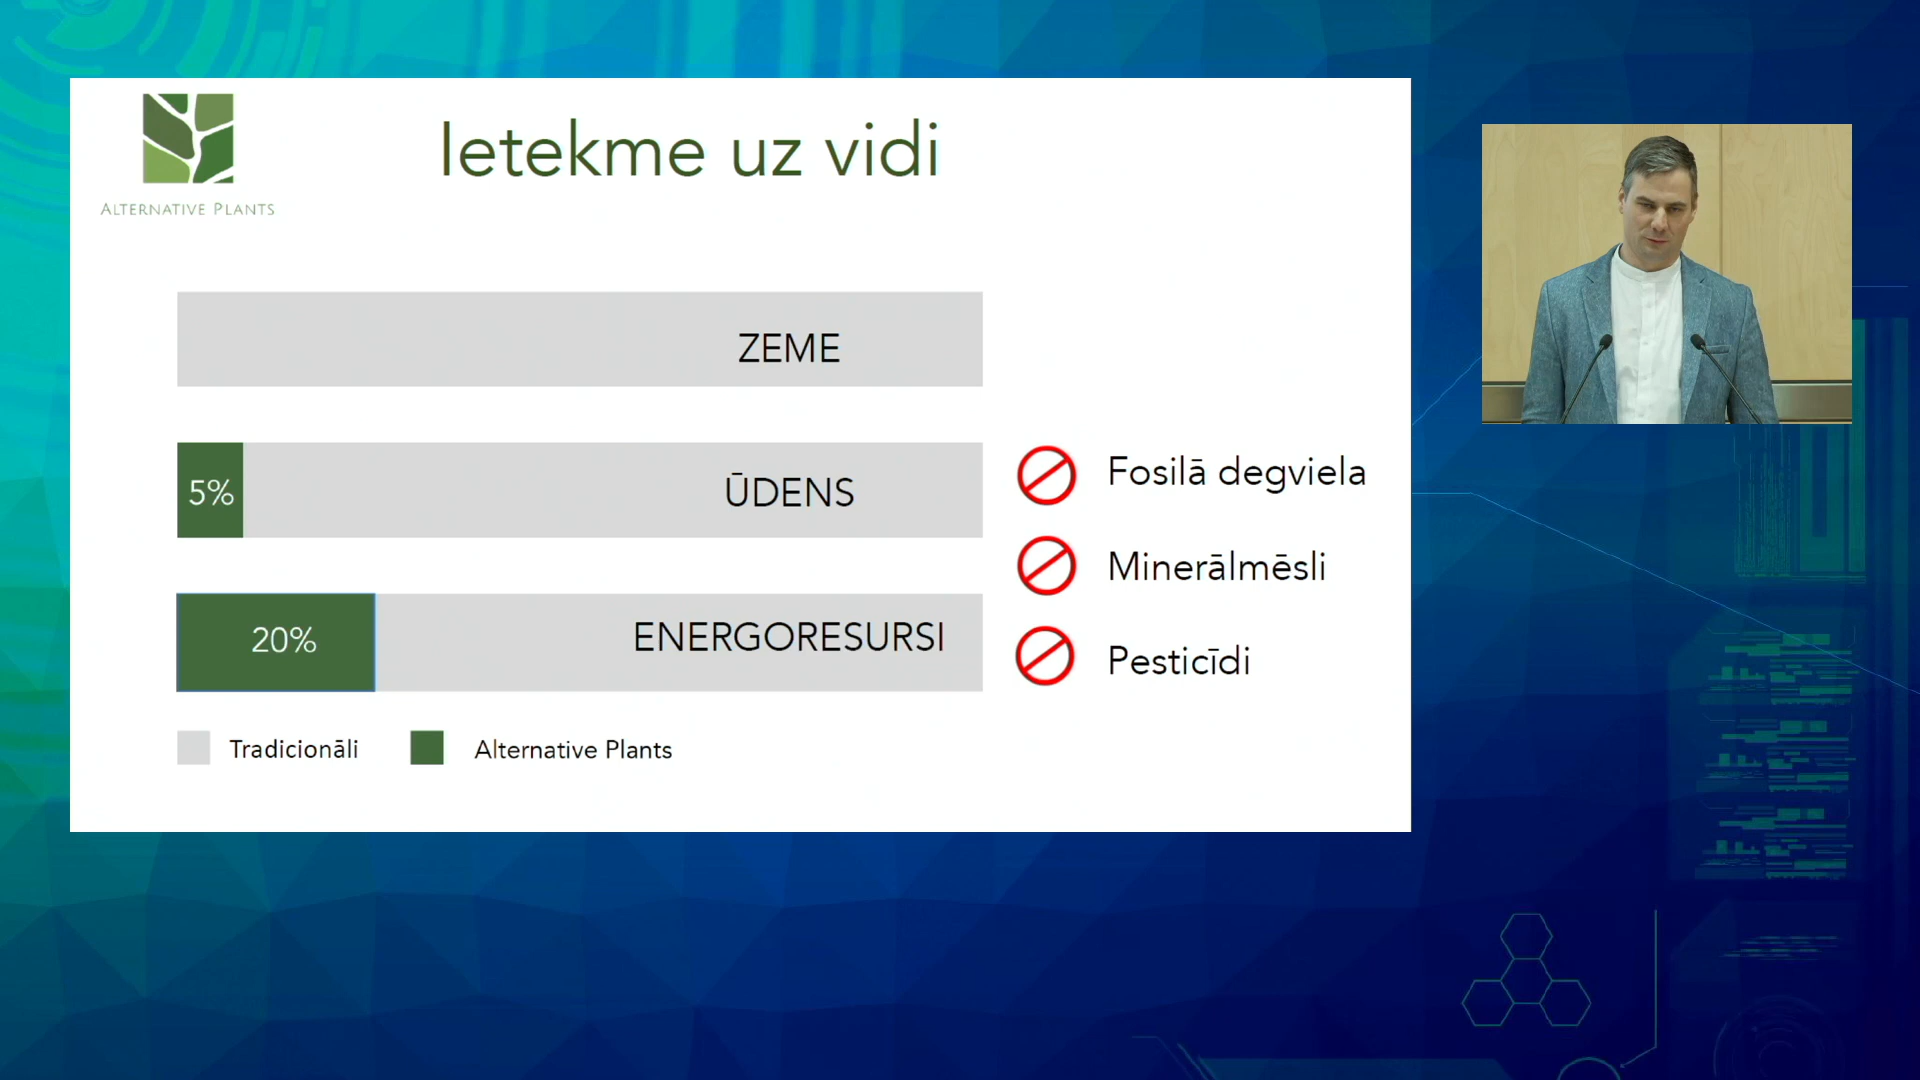 Ietekme uz vidi
ALTERNATIVE PLANTS
ZEME
5%
ŪDENS
20%
ENERGORESURSI
Fosilā degviela
Minerālmēsli
Pesticīdi
Tradicionāli
Alternative Plants